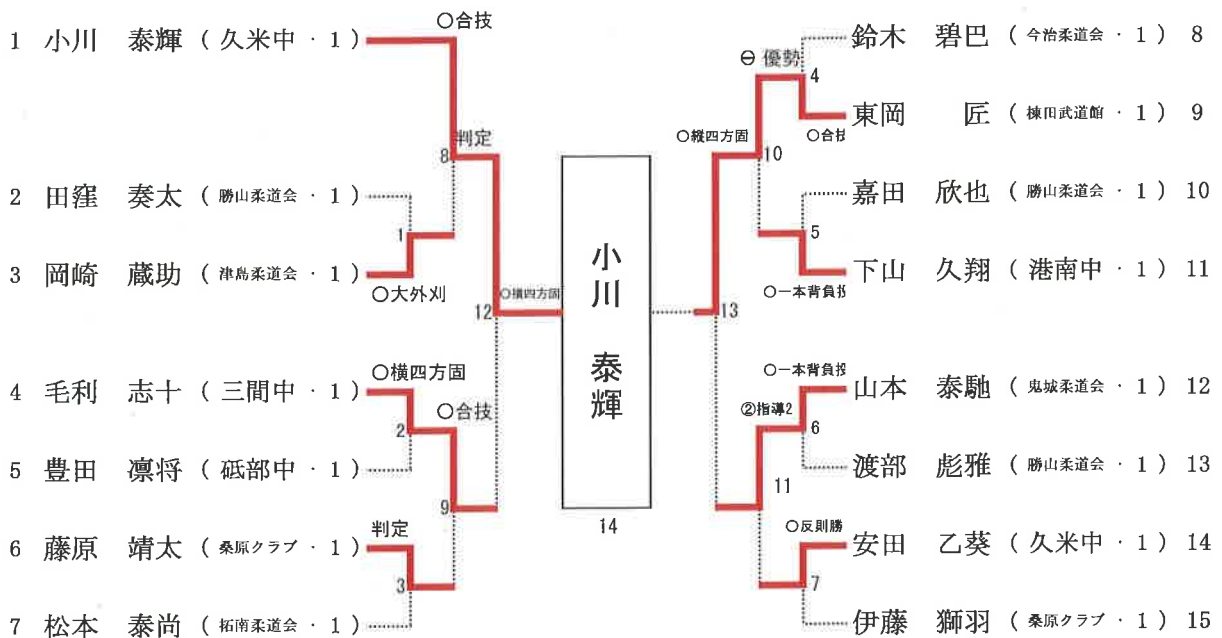 ○合技
1 小川 泰輝 ( 久米中 · 1 )
判定
8
2 田窪 奏太 ( 勝山柔道会 · 1 )
1
3 岡崎 蔵助 ( 津島柔道会 · 1 )
○大外刈
○横四方固
12
○横四方固
4 毛利 志十 ( 三間中 · 1 )
○合技
2
5 豊田 凛将 ( 砥部中 · 1 )
9
判定
6 藤原 靖太 ( 桑原クラブ · 1 )
3
7 松本 泰尚 ( 拓南柔道会 · 1 )
小川 泰輝
14
鈴木 碧巴 ( 今治柔道会 · 1 ) 8
⊖ 優勢
4
東岡 匠 ( 棟田武道館 · 1 ) 9
○合技
○縦四方固
10
嘉田 欣也 ( 勝山柔道会 · 1 ) 10
5
下山 久翔 ( 港南中 · 1 ) 11
○一本背負投
13
○一本背負投
山本 泰馳 ( 鬼城柔道会 · 1 ) 12
②指導2
6
渡部 彪雅 ( 勝山柔道会 · 1 ) 13
11
○反則勝
安田 乙葵 ( 久米中 · 1 ) 14
7
伊藤 獅羽 ( 桑原クラブ · 1 ) 15